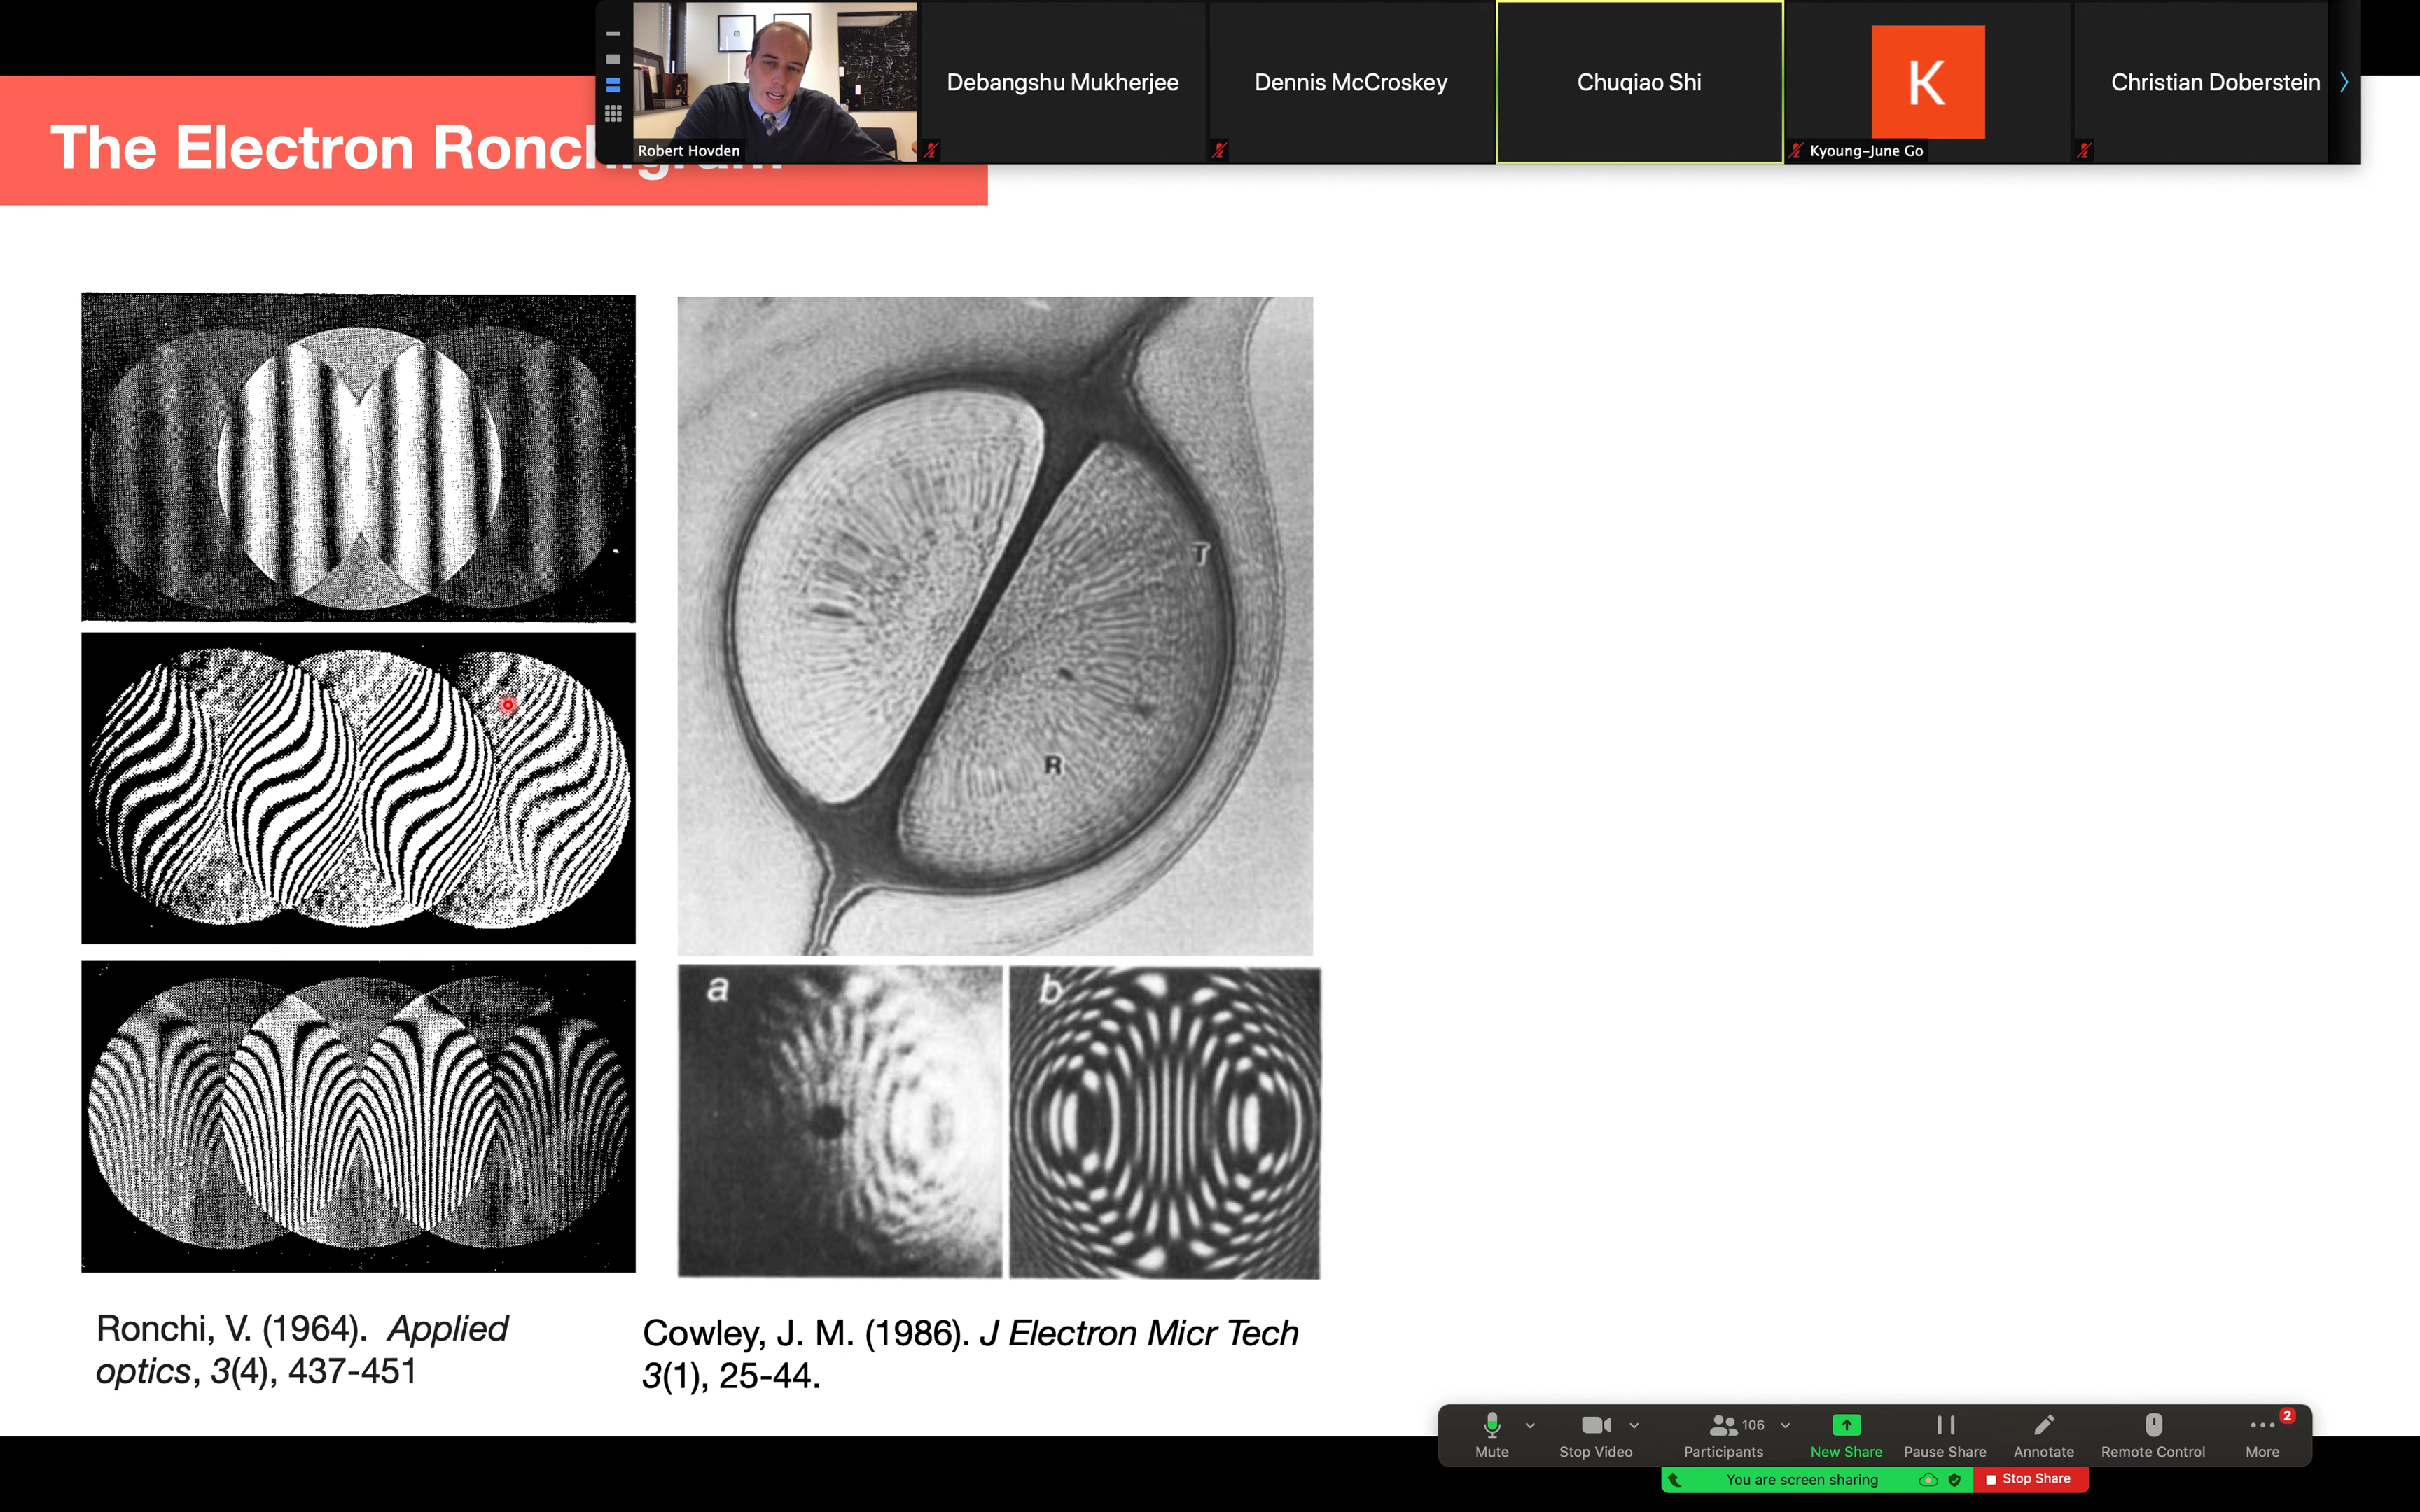 Robert Hovden
Debangshu Mukherjee
Dennis McCroskey
Chuqiao Shi
K
Kyoung-June Go
Christian Doberstein
The Electron Ronchigram
T
R
a
b
Ronchi, V. (1964). Applied
optics, 3(4), 437-451
Cowley, J. M. (1986). J Electron Micr Tech
3(1), 25-44.
106
2
Mute
Stop Video
Participants
New Share
Pause Share
Annotate
Remote Control
More
You are screen sharing
Stop Share